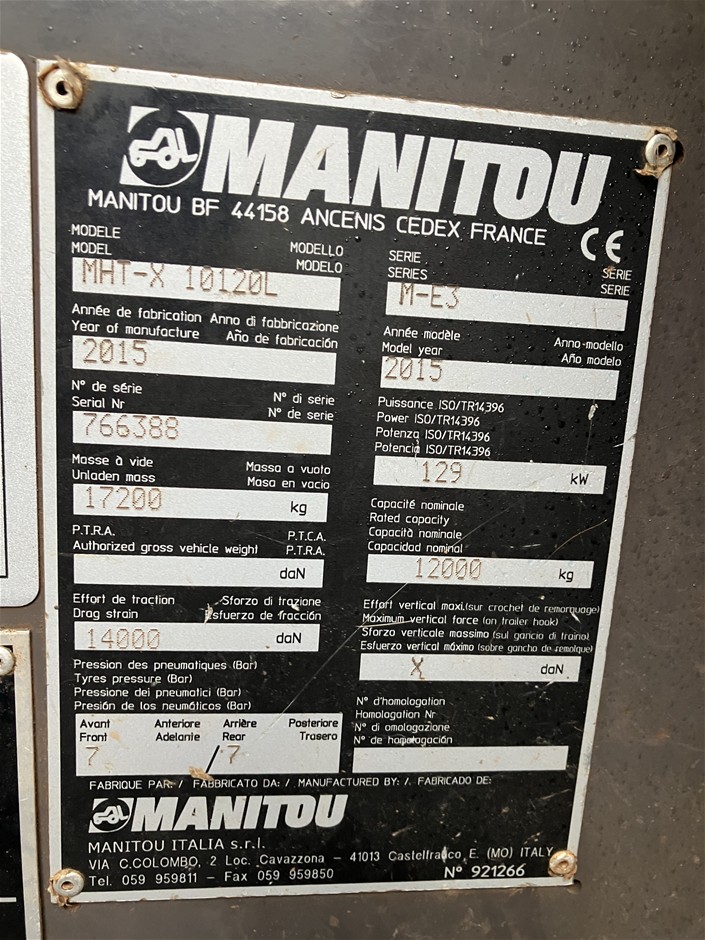 MANITOU
MANITOU BF 44158 ANCENIS CEDEX FRANCE
CE
MODELE
MODEL
MODELLO
MODELO
MHT-X 10120L
SERIE
SERIES
SERIE
SERIE
M-E3
Année de fabrication Anno di fabbricazione
Year of manufacture Año de fabricación
2015
Année modèle Anno-modello
Model year Año modelo
2015
N° de série N° di serie
Serial Nr N° de serie
766388
Puissance ISO/TR14396
Power ISO/TR14396
Potenza ISO/TR14396
Potencia ISO/TR14396
129 kW
Masse à vide Massa a vuoto
Unladen mass Masa en vacio
17200 kg
Capacité nominale
Rated capacity
Capacità nominale
Capacidad nominal
12000 kg
P.T.R.A. P.T.C.A.
Authorized gross vehicle weight P.T.R.A.
daN
Effort de traction Sforzo di trazione
Drag strain Esfuerzo de fracción
14000 daN
Effort vertical maxi.(sur crochet de remorquage)
Maximum vertical force (on trailer hook)
Sforzo verticale massimo (sul gancio di traino)
Esfuerzo vertical máximo (sobre gancho de remolque)
X daN
Pression des pneumatiques (Bar)
Tyres pressure (Bar)
Pressione dei pneumatici (Bar)
Presión de los neumáticos (Bar)
Avant Anteriore Arrière Posteriore
Front Adelante Rear Trasero
7 / 7
N° d'homologation
Homologation Nr
N° di omologazione
N° de homologación
FABRIQUE PAR: / FABBRICATO DA: / MANUFACTURED BY: /. FABRICADO DE:
MANITOU
MANITOU ITALIA s.r.l.
VIA C.COLOMBO, 2 Loc. Cavazzona - 41013 Castelfranco E. (MO) ITALY
Tel. 059 959811 - Fax 059 959850 N° 921266